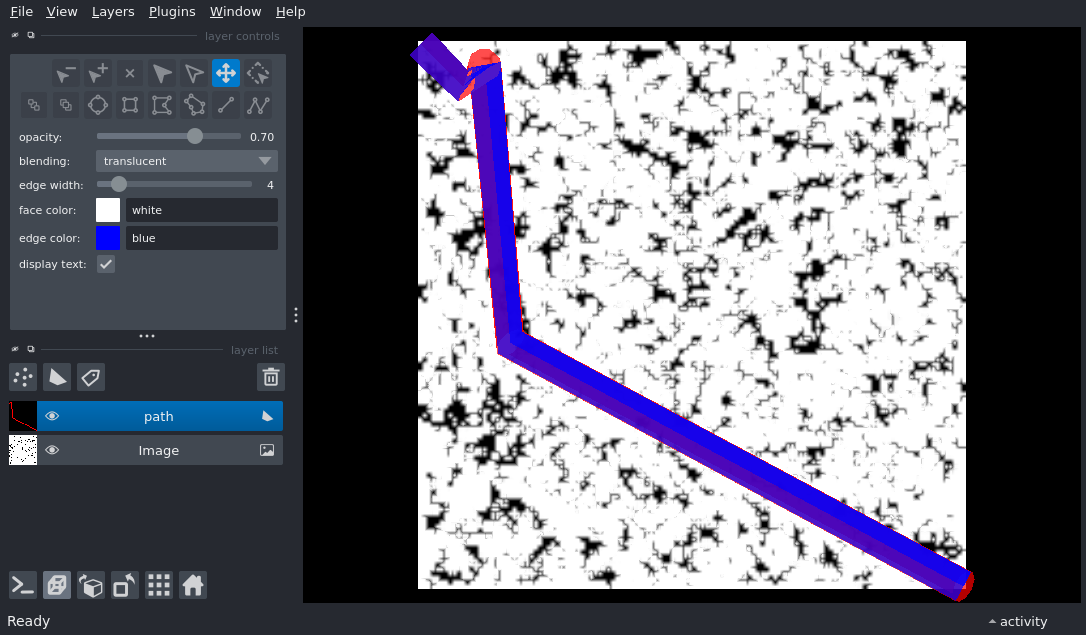 File View Layers Plugins Window Help
layer controls
opacity: 0.70
blending: translucent
edge width: 4
face color: white
edge color: blue
display text:
layer list
path
Image
Ready activity